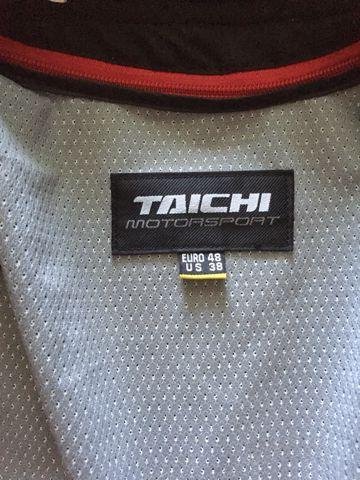 TAICHI
MOTORSPORT
EURO 48
US 38